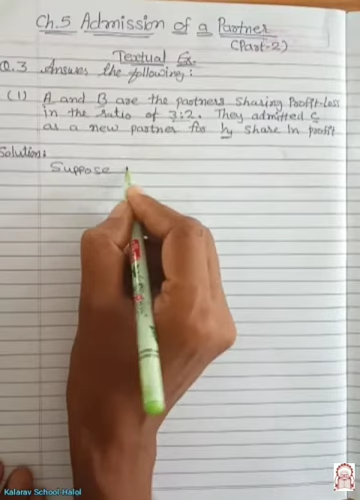 Ch.5 Admission of a Partner
(Part-2)
Textual Ex.
Q.3 Answer the following:
(1) A and B are the partners sharing Profit-Loss
in the ratio of 3:2. They admitted C
as a new partner for 1/4 share in profit
Solution:
Suppose
Kalarav School Halol